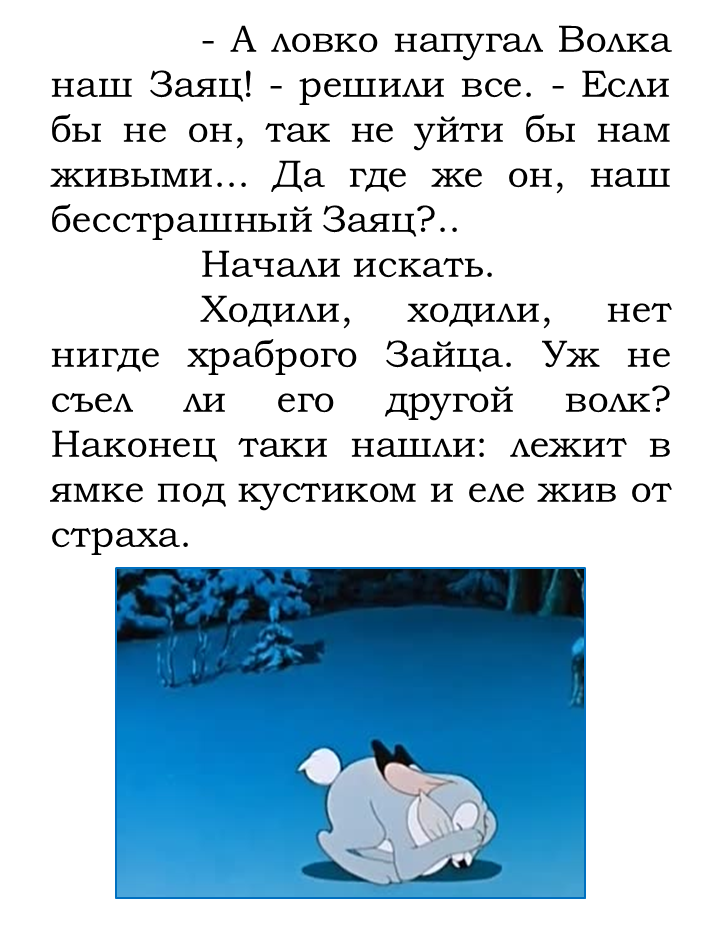 - А ловко напугал Волка
наш Заяц! - решили все. - Если
бы не он, так не уйти бы нам
живыми... Да где же он, наш
бесстрашный Заяц?..
Начали искать.
Ходили, ходили, нет
нигде храброго Зайца. Уж не
съел ли его другой волк?
Наконец таки нашли: лежит в
ямке под кустиком и еле жив от
страха.